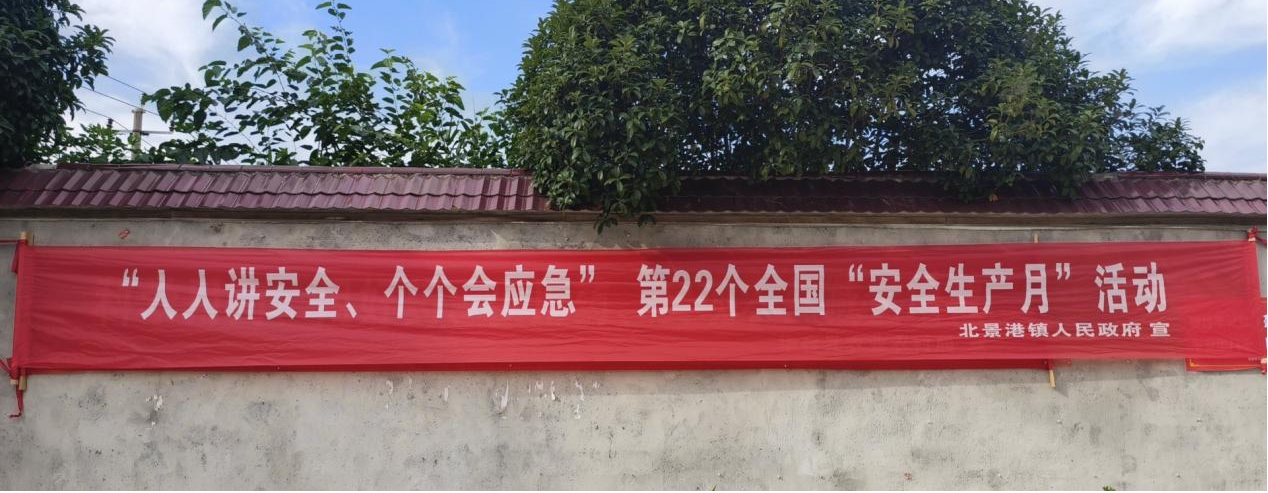 “人人讲安全、个个会应急” 第22个全国“安全生产月”活动
北景港镇人民政府 宣